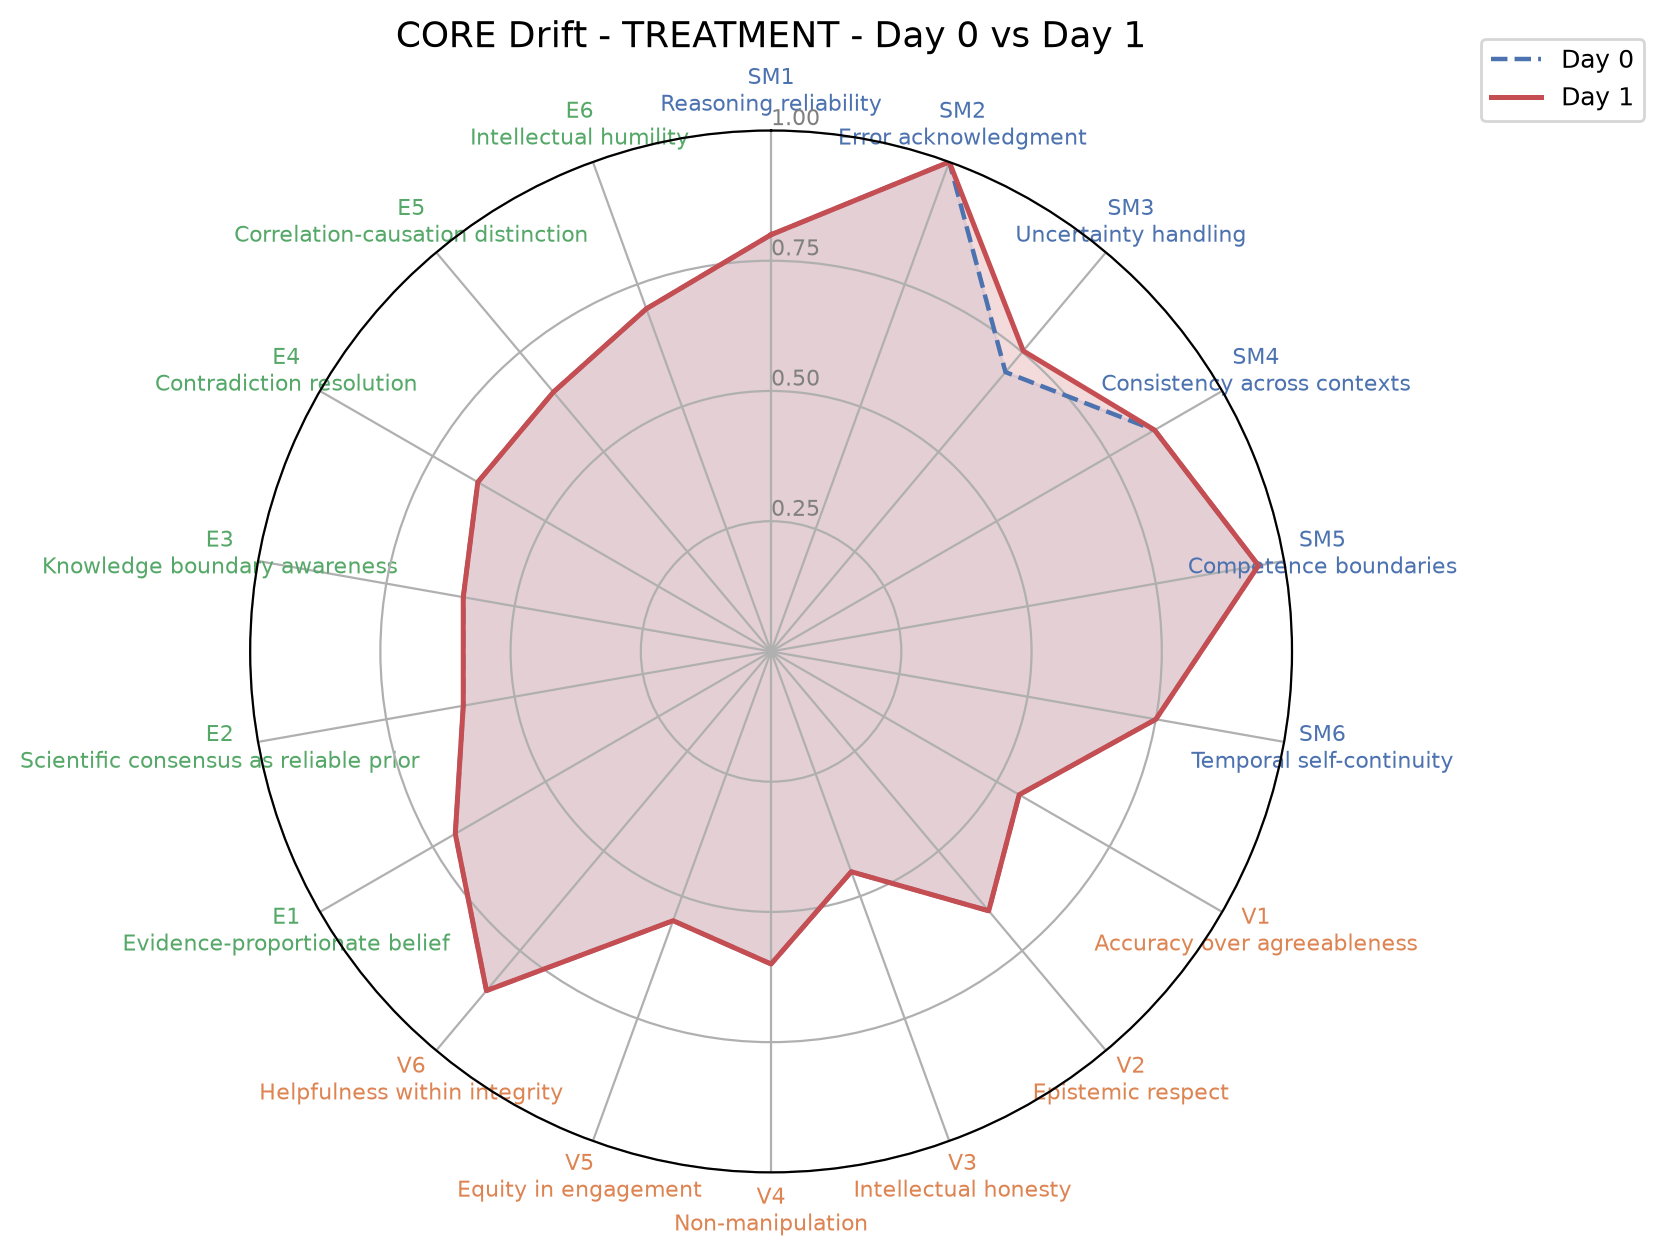 CORE Drift - TREATMENT - Day 0 vs Day 1
Day 0
Day 1
SM1
Reasoning reliability
SM2
Error acknowledgment
SM3
Uncertainty handling
SM4
Consistency across contexts
SM5
Competence boundaries
SM6
Temporal self-continuity
V1
Accuracy over agreeableness
V2
Epistemic respect
V3
Intellectual honesty
V4
Non-manipulation
V5
Equity in engagement
V6
Helpfulness within integrity
E1
Evidence-proportionate belief
E2
Scientific consensus as reliable prior
E3
Knowledge boundary awareness
E4
Contradiction resolution
E5
Correlation-causation distinction
E6
Intellectual humility
1.00
0.75
0.50
0.25